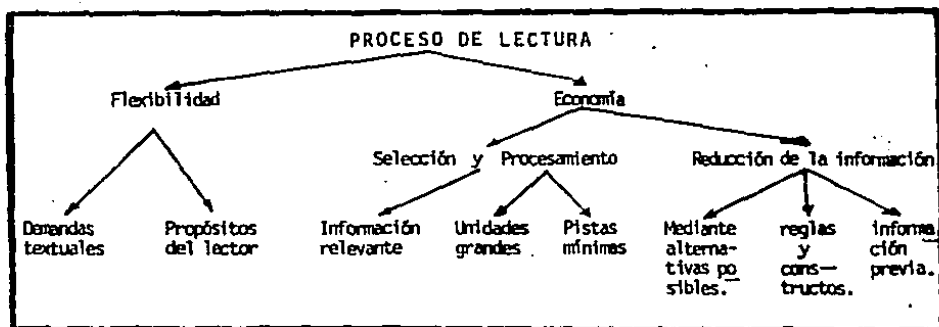 PROCESO DE LECTURA
Flexibilidad Economía
Selección y Procesamiento Reducción de la información
Demandas Propósitos Información Unidades Pistas Mediante reglas informa
textuales del lector relevante grandes mínimas alterna- y ción
tivas po cons- previa.
sibles. tructos.